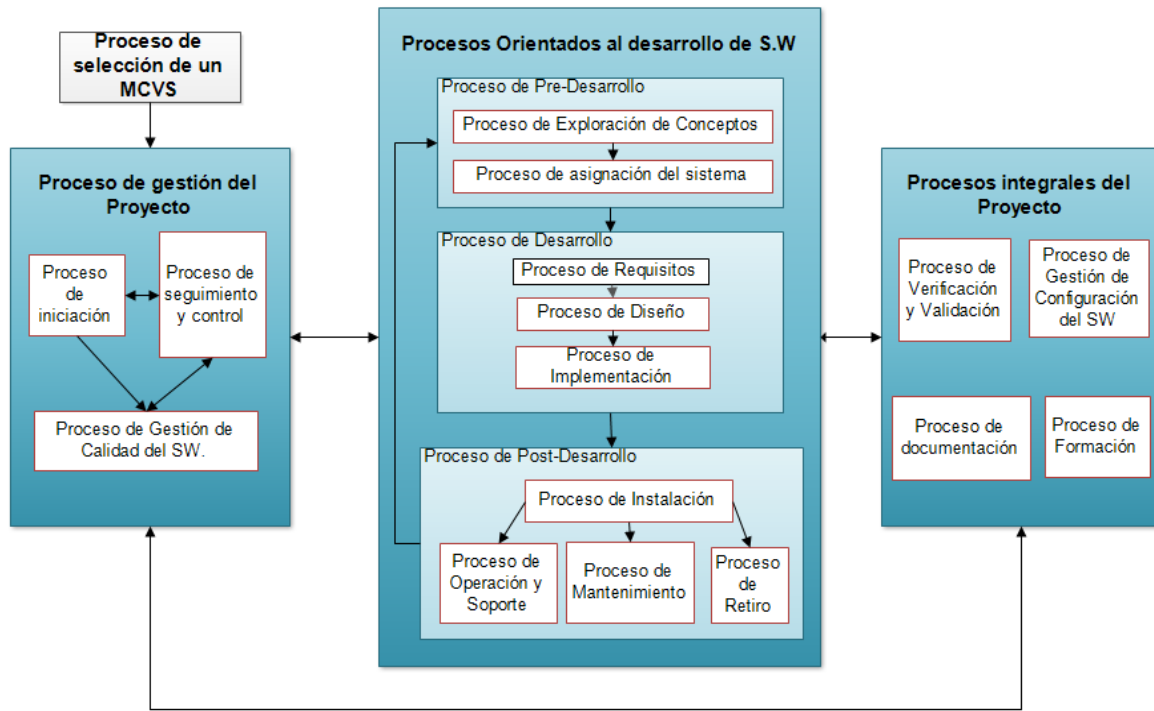 Proceso de
selección de un
MCVS
Proceso de gestión del
Proyecto
Proceso
de
iniciación
Proceso de
seguimiento
y control
Proceso de Gestión de
Calidad del SW.
Procesos Orientados al desarrollo de S.W
Proceso de Pre-Desarrollo
Proceso de Exploración de Conceptos
Proceso de asignación del sistema
Proceso de Desarrollo
Proceso de Requisitos
Proceso de Diseño
Proceso de
Implementación
Proceso de Post-Desarrollo
Proceso de Instalación
Proceso de
Operación y
Soporte
Proceso de
Mantenimiento
Proceso
de
Retiro
Procesos integrales del
Proyecto
Proceso de
Verificación
y Validación
Proceso de
Gestión de
Configuración
del SW
Proceso de
documentación
Proceso de
Formación